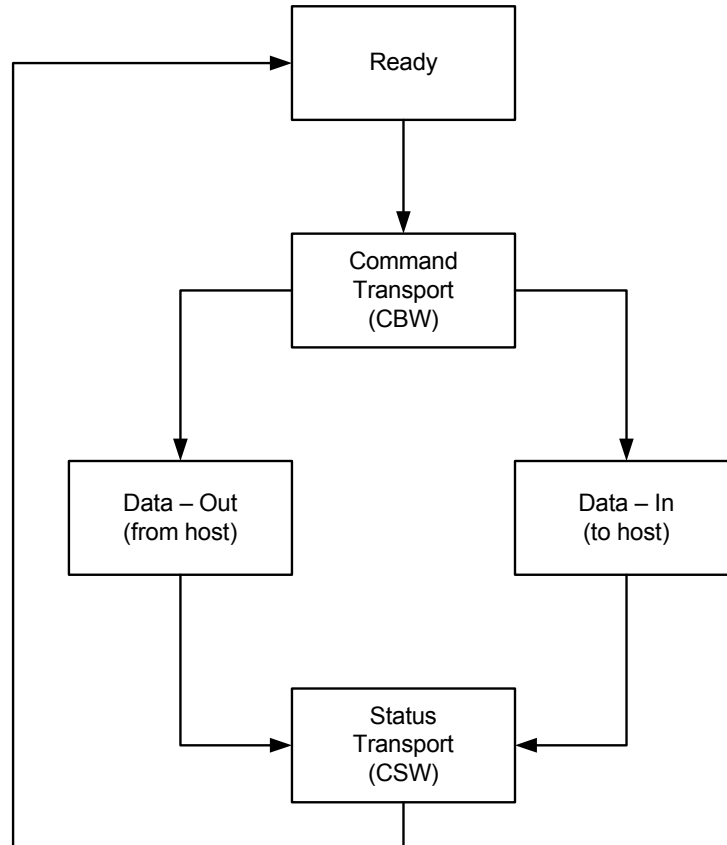 Ready
Command
Transport
(CBW)
Data – Out
(from host)
Data – In
(to host)
Status
Transport
(CSW)